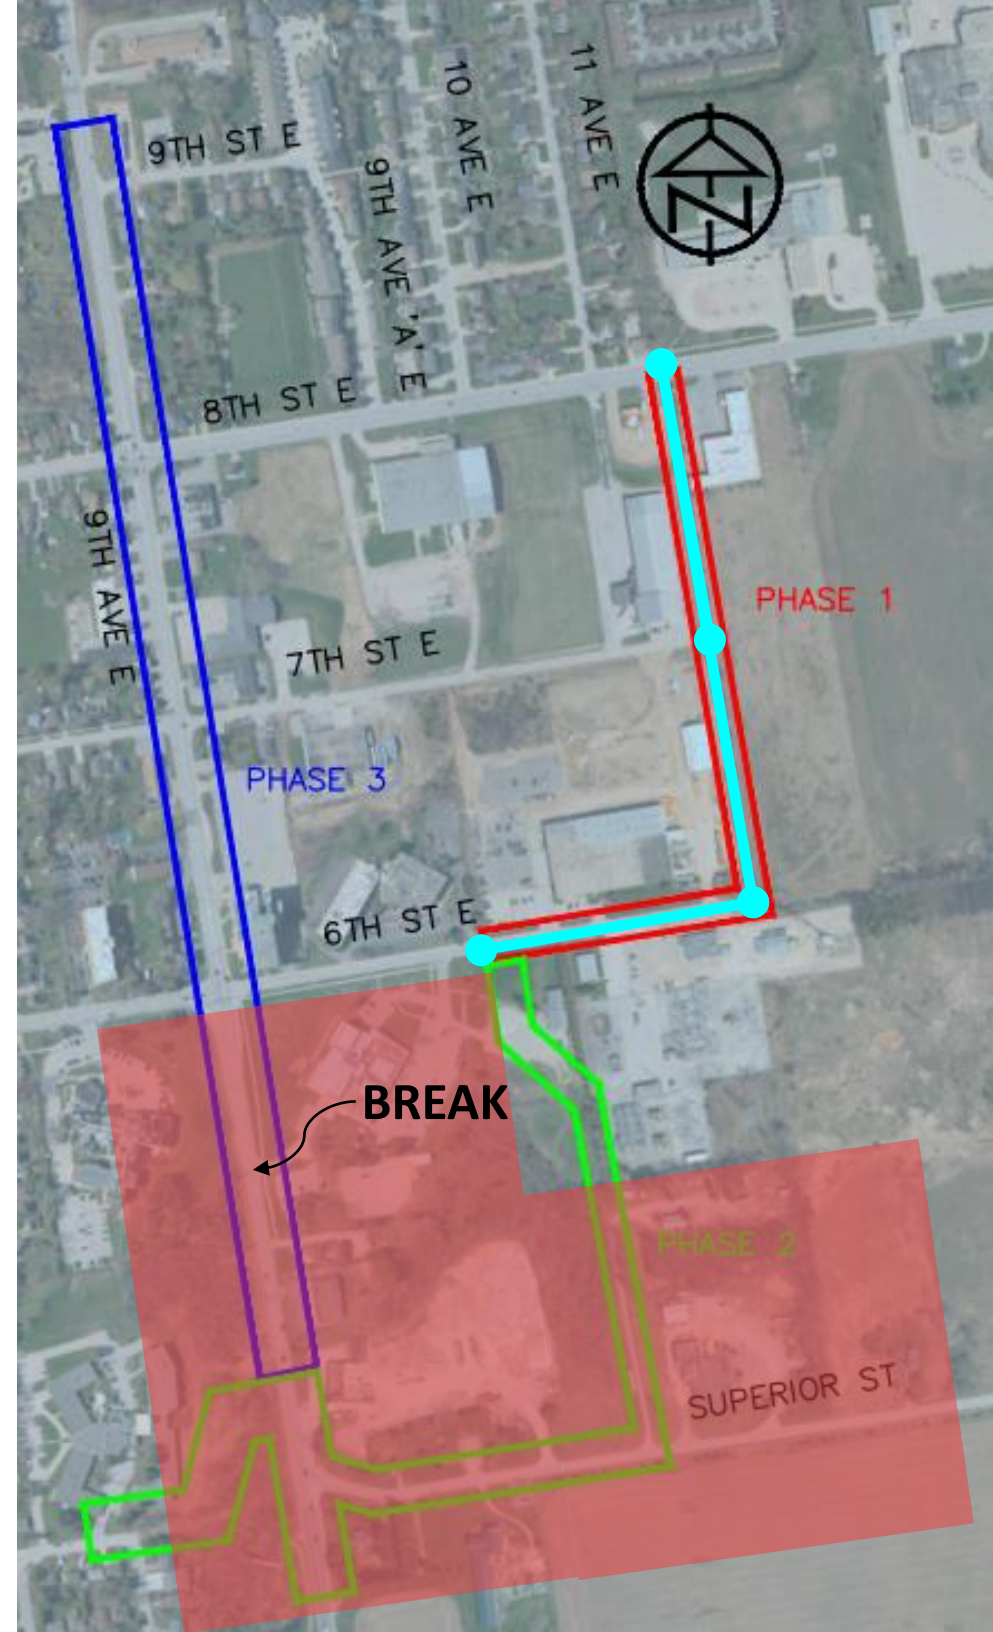 10 AVE E
11 AVE E
9TH ST E
9TH AVE 'A' E
N
8TH ST E
9TH AVE E
PHASE 1
7TH ST E
PHASE 3
6TH ST E
BREAK
PHASE 2
SUPERIOR ST